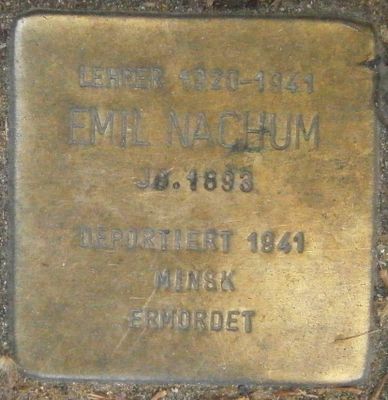 LEHRER 1920-1941
EMIL NACHUM
JG.1893
DEPORTIERT 1941
MINSK
ERMORDET